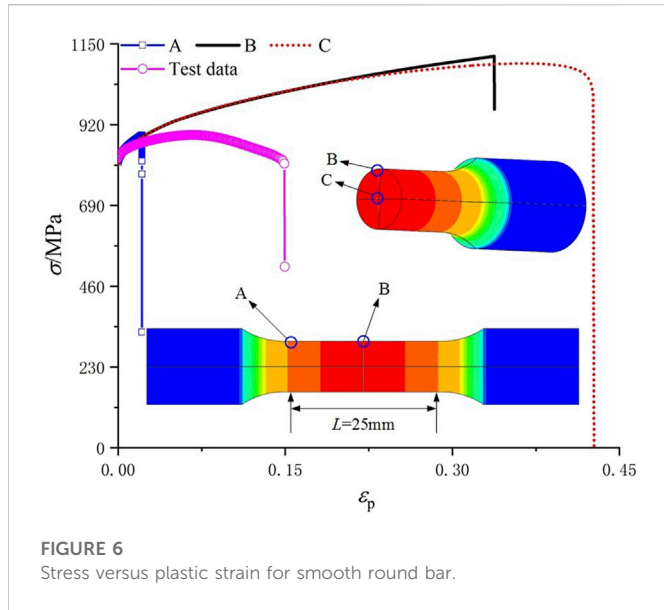 1150
A B C
Test data
920
690
460
230
0
σ/MPa
B
C
A B
L=25mm
0.00 0.15 0.30 0.45
εp
FIGURE 6
Stress versus plastic strain for smooth round bar.